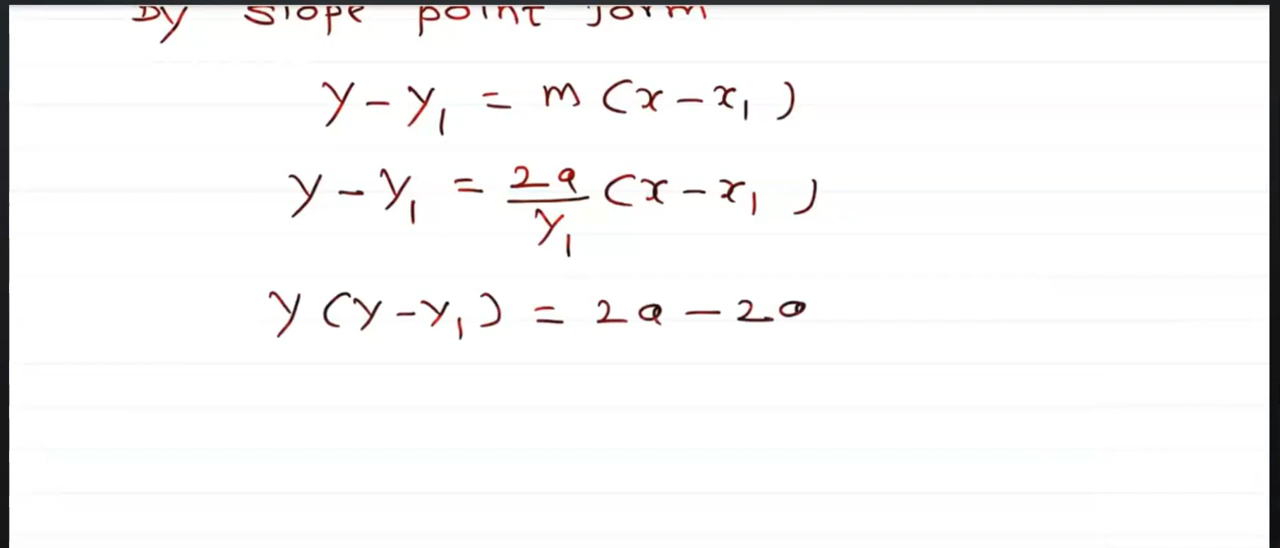 By slope point form
y - y₁ = m (x - x₁)
y - y₁ = 2a/y₁ (x - x₁)
y (y - y₁) = 2a - 2a